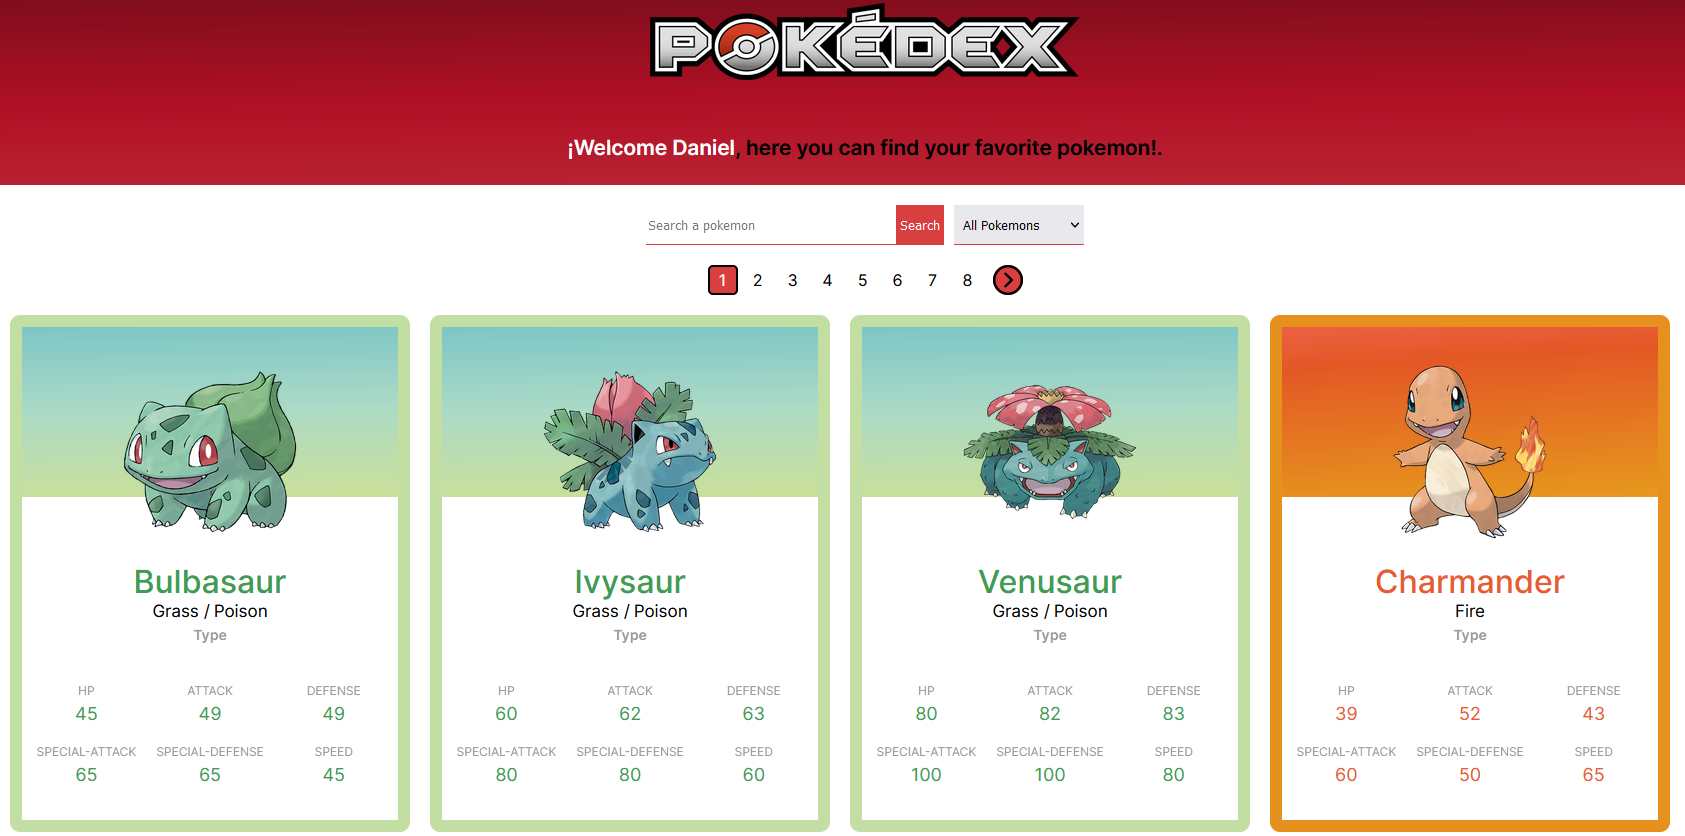 POKÉDEX
¡Welcome Daniel, here you can find your favorite pokemon!.
Search a pokemon Search All Pokemons
1 2 3 4 5 6 7 8
Bulbasaur
Grass / Poison
Type
HP ATTACK DEFENSE
45 49 49
SPECIAL-ATTACK SPECIAL-DEFENSE SPEED
65 65 45
Ivysaur
Grass / Poison
Type
HP ATTACK DEFENSE
60 62 63
SPECIAL-ATTACK SPECIAL-DEFENSE SPEED
80 80 60
Venusaur
Grass / Poison
Type
HP ATTACK DEFENSE
80 82 83
SPECIAL-ATTACK SPECIAL-DEFENSE SPEED
100 100 80
Charmander
Fire
Type
HP ATTACK DEFENSE
39 52 43
SPECIAL-ATTACK SPECIAL-DEFENSE SPEED
60 50 65